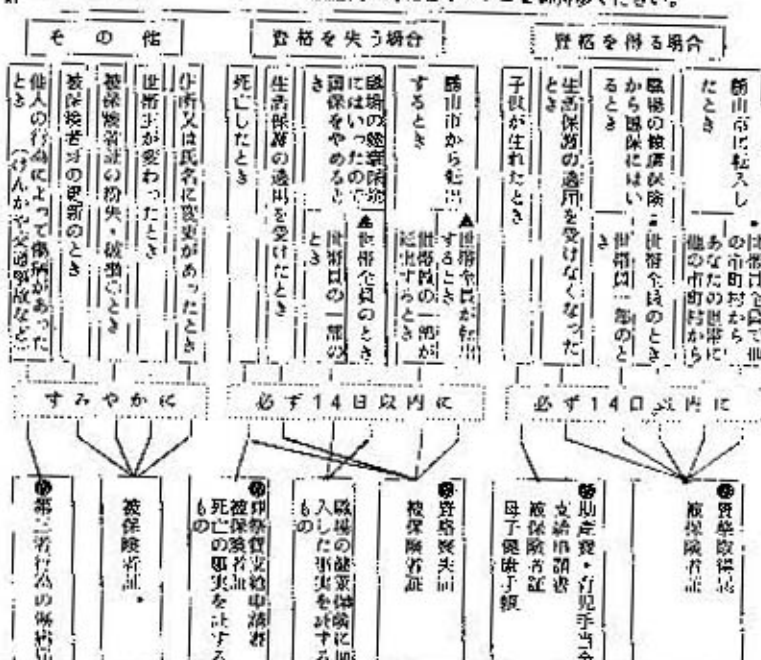 資格を得る場合
勝山市に転入し
たとき
世帯全員で他
の市町村から
あなたの世帯に
他の市町村から
職場の健康保険
から国保にはい
るとき
世帯全員のとき
世帯員一部のと
き
生活保護の適用を受けなくなった
とき
子供が生れたとき
必ず14日以内に
資格取得届
被保険者証
助産費・育児手当金
支給申請書
被保険者証
母子健康手帳
資格を失う場合
勝山市から転出
するとき
▲世帯全員が転出
するとき
世帯員の一部が
転出するとき
職場の健康保険
にはいったので
国保をやめると
き
▲世帯全員のとき
世帯員の一部の
とき
生活保護の適用を受けたとき
死亡したとき
必ず14日以内に
資格喪失届
被保険者証
職場の健康保険に加
入した事実を証する
もの
葬祭費支給申請書
被保険者証
死亡の事実を証する
もの
その他
住所又は氏名に変更があったとき
世帯主が変わったとき
被保険者証の紛失・破損のとき
被保険者証の更新のとき
他人の行為によって傷病があった
とき (けんかや交通事故など)
すみやかに
被保険者証
第三者行為の傷病届